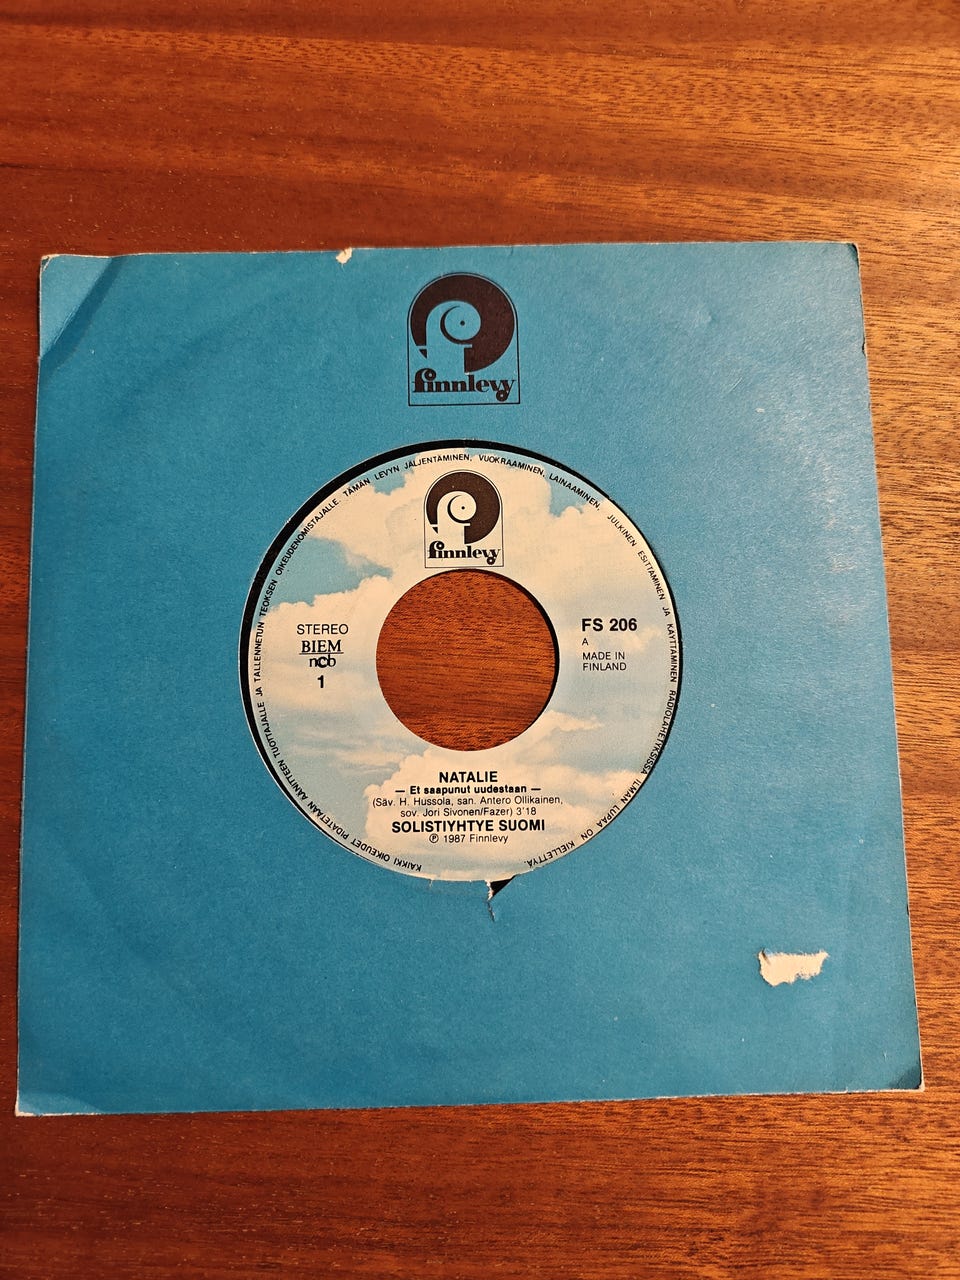 finnlevy
KAIKKI OIKEUDET PIDÄTETÄÄN ÄÄNITTEEN TUOTTAJALLE JA TALLENNETUN TEOKSEN OIKEUDENOMISTAJALLE. TÄMÄN LEVYN JÄLJENTÄMINEN, VUOKRAAMINEN, LAINAAMINEN, JULKINEN ESITTÄMINEN JA KÄYTTÄMINEN RADIOLÄHETYKSISSÄ ILMAN LUPAA ON KIELLETTYÄ.
finnlevy
STEREO
BIEM
ncb
1
FS 206
A
MADE IN
FINLAND
NATALIE
— Et saapunut uudestaan —
(Säv. H. Hussola, san. Antero Ollikainen,
sov. Jori Sivonen/Fazer) 3'18
SOLISTIYHTYE SUOMI
℗ 1987 Finnlevy